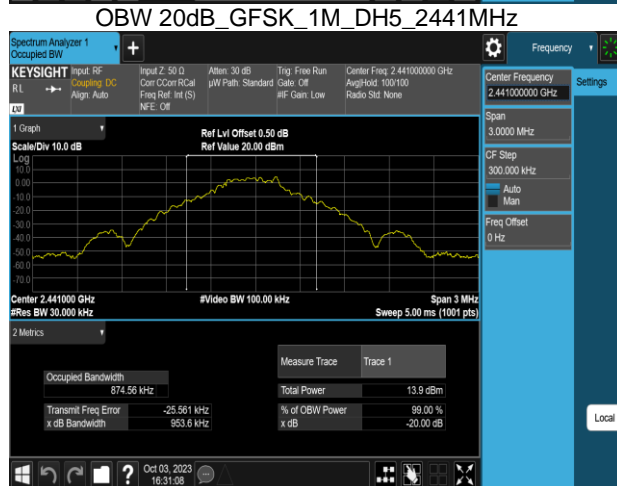 OBW 20dB_GFSK_1M_DH5_2441MHz
Spectrum Analyzer 1
Occupied BW
Frequency
KEYSIGHT
RL
LXI
Input: RF
Coupling: DC
Align: Auto
Input Z: 50 Ω
Corr CCorr RCal
Freq Ref: Int (S)
NFE: Off
Atten: 30 dB
µW Path: Standard
Trig: Free Run
Gate: Off
#IF Gain: Low
Center Freq: 2.441000000 GHz
Avg|Hold: 100/100
Radio Std: None
Center Frequency
2.441000000 GHz
Settings
Span
3.0000 MHz
CF Step
300.000 kHz
Auto
Man
Freq Offset
0 Hz
Local
1 Graph
Scale/Div 10.0 dB
Ref Lvl Offset 0.50 dB
Ref Value 20.00 dBm
Log
10.0
0.00
-10.0
-20.0
-30.0
-40.0
-50.0
-60.0
-70.0
Center 2.441000 GHz
#Res BW 30.000 kHz
#Video BW 100.00 kHz
Span 3 MHz
Sweep 5.00 ms (1001 pts)
2 Metrics
Measure Trace Trace 1
Occupied Bandwidth
874.56 kHz
Total Power 13.9 dBm
Transmit Freq Error -25.561 kHz
% of OBW Power 99.00 %
x dB Bandwidth 953.6 kHz
x dB -20.00 dB
Oct 03, 2023
16:31:08